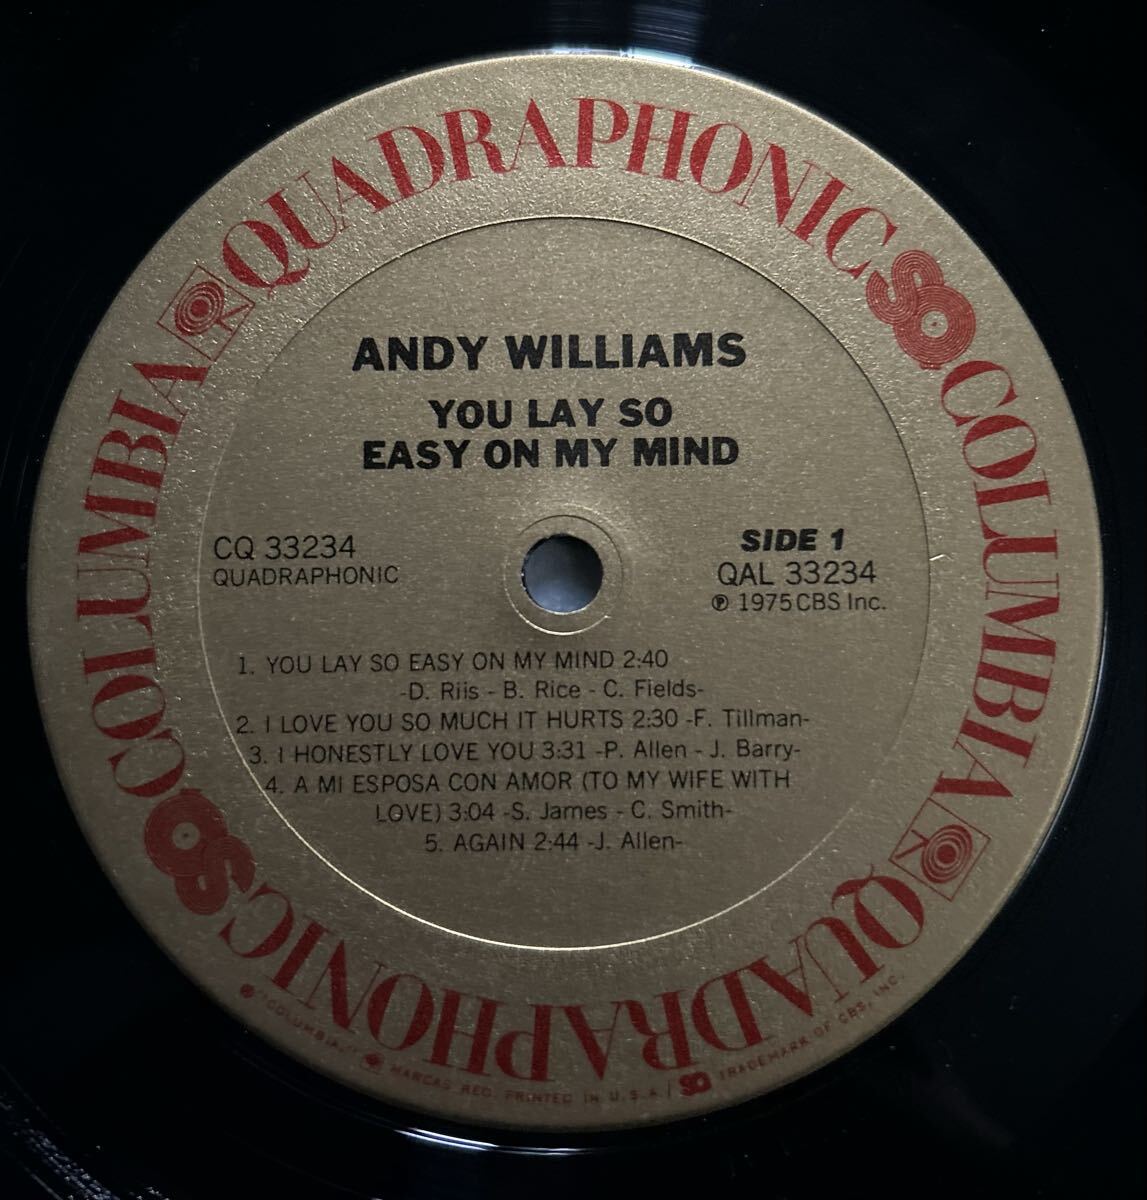 QUADRAPHONIC SQ COLUMBIA
QUADRAPHONIC SQ COLUMBIA
ANDY WILLIAMS
YOU LAY SO
EASY ON MY MIND
CQ 33234
QUADRAPHONIC
SIDE 1
QAL 33234
℗ 1975 CBS Inc.
1. YOU LAY SO EASY ON MY MIND 2:40
-D. Riis - B. Rice - C. Fields-
2. I LOVE YOU SO MUCH IT HURTS 2:30 -F. Tillman-
3. I HONESTLY LOVE YOU 3:31 -P. Allen - J. Barry-
4. A MI ESPOSA CON AMOR (TO MY WIFE WITH
LOVE) 3:04 -S. James - C. Smith-
5. AGAIN 2:44 -J. Allen-
"COLUMBIA," MARCAS REG. PRINTED IN U.S.A. / SQ TRADEMARK OF CBS, INC.